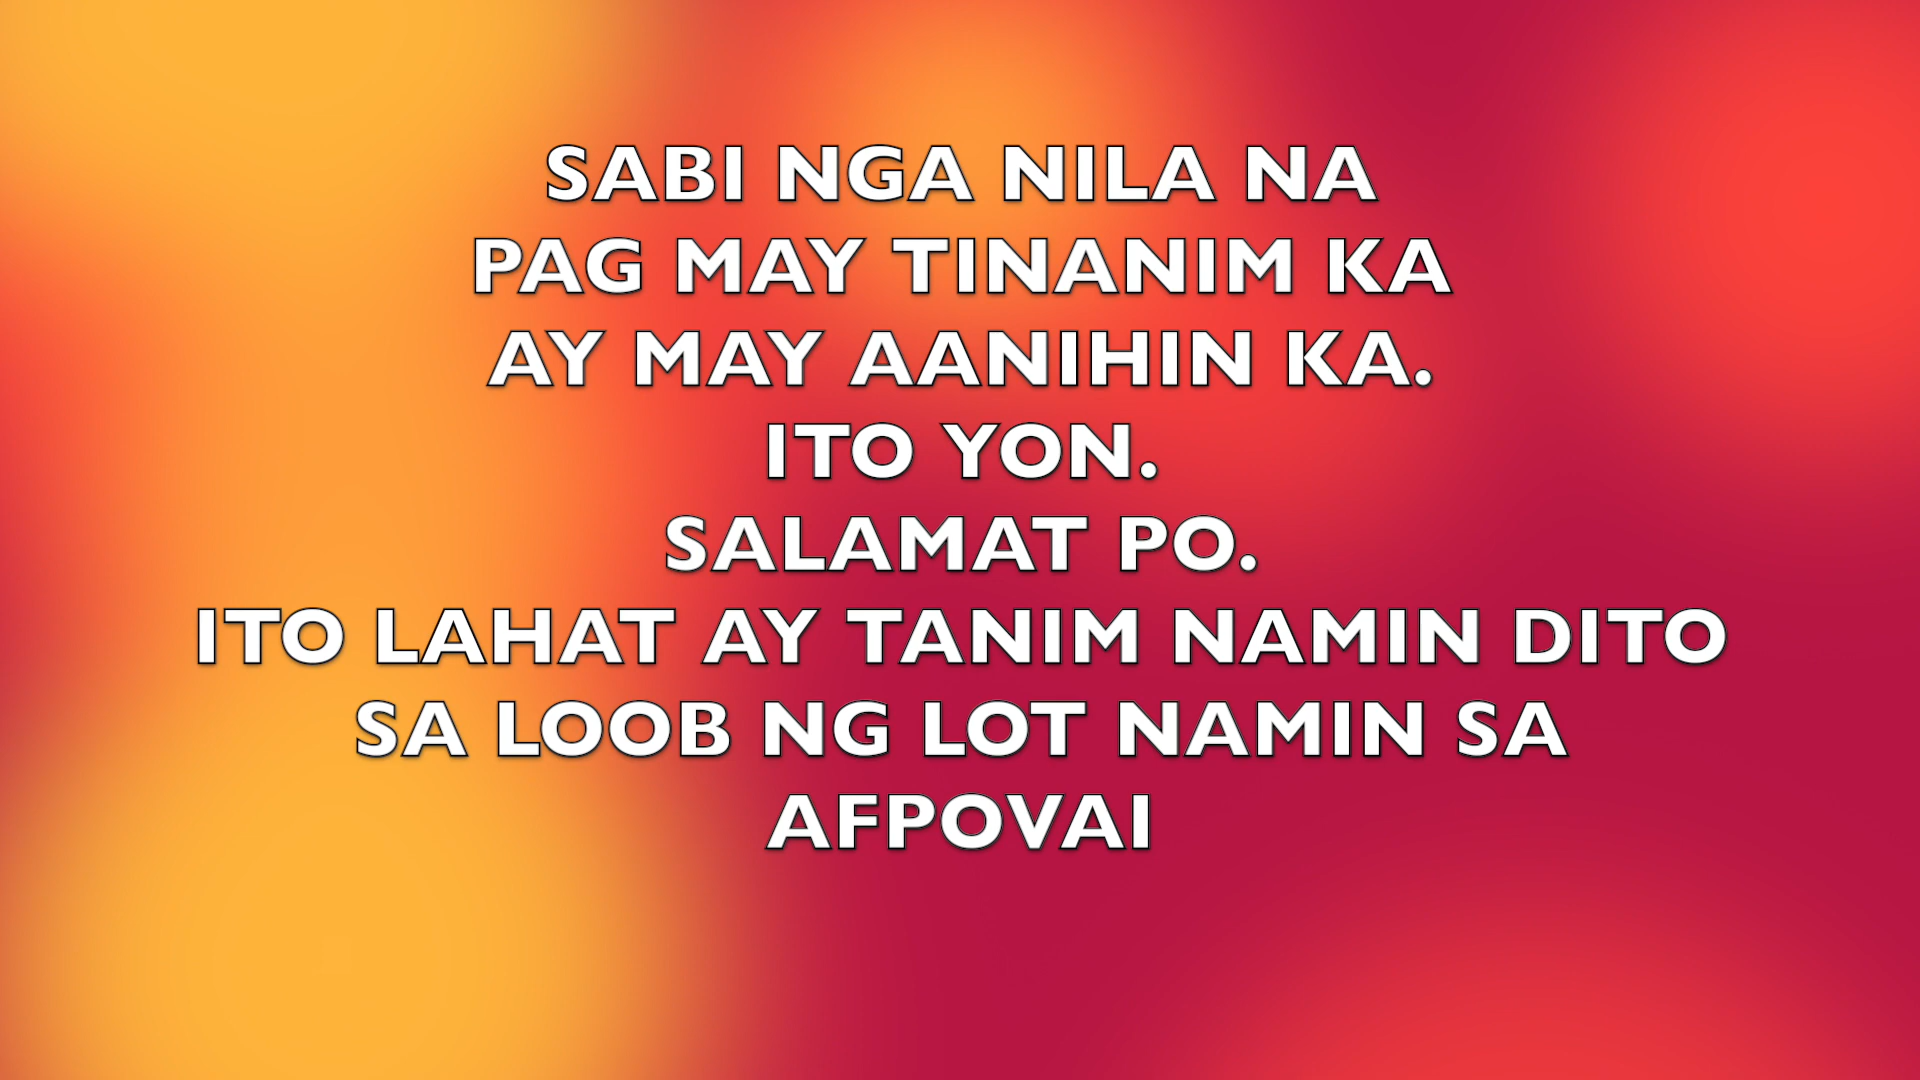 SABI NGA NILA NA
PAG MAY TINANIM KA
AY MAY AANIHIN KA.
ITO YON.
SALAMAT PO.
ITO LAHAT AY TANIM NAMIN DITO
SA LOOB NG LOT NAMIN SA
AFPOVAI